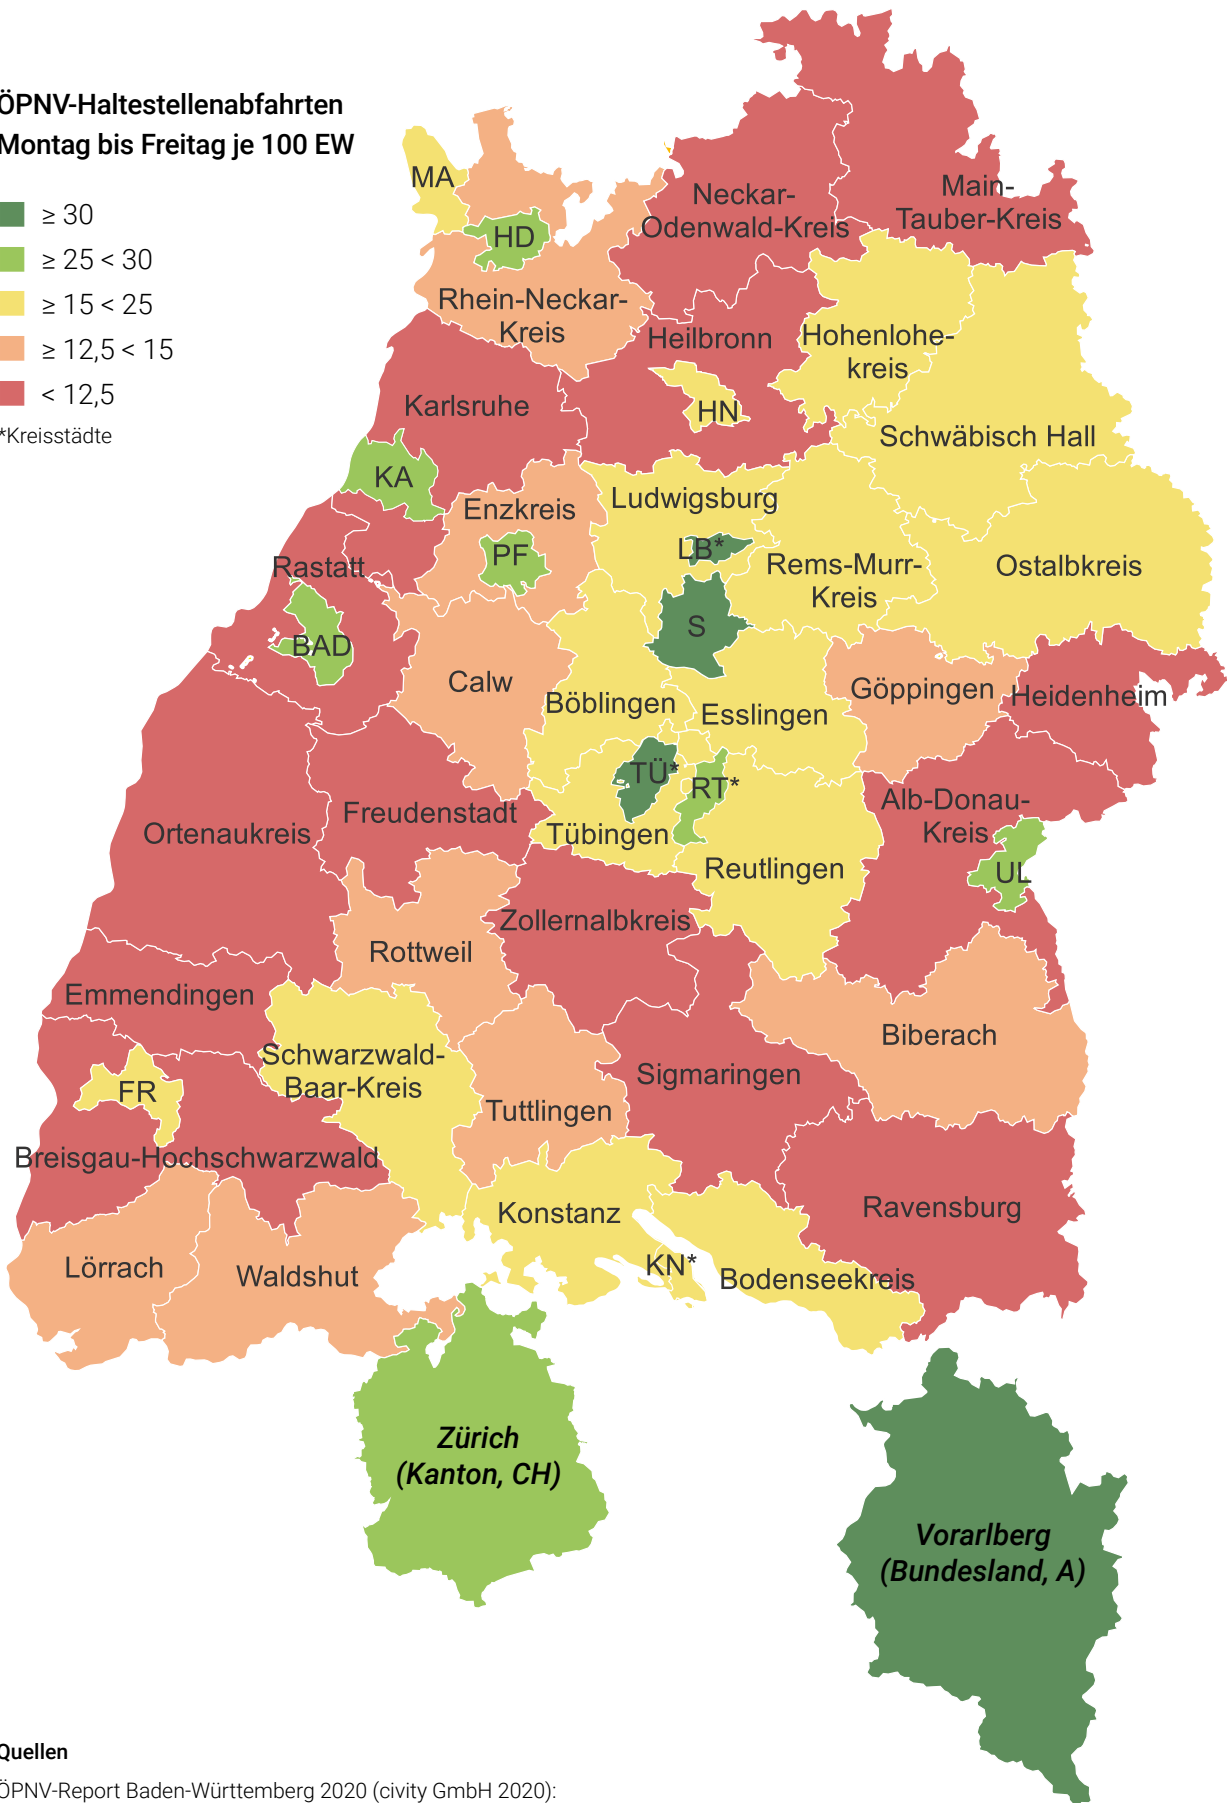 ÖPNV-Haltestellenabfahrten
Montag bis Freitag je 100 EW
≥ 30
≥ 25 < 30
≥ 15 < 25
≥ 12,5 < 15
< 12,5
*Kreisstädte
MA
HD
Rhein-Neckar-
Kreis
Neckar-
Odenwald-Kreis
Main-
Tauber-Kreis
Heilbronn
HN
Hohenlohe-
kreis
Schwäbisch Hall
Karlsruhe
KA
Enzkreis
PF
Ludwigsburg
LB*
Rems-Murr-
Kreis
Ostalbkreis
Rastatt
BAD
S
Calw
Böblingen
Esslingen
Göppingen
Heidenheim
TÜ*
RT*
Tübingen
Reutlingen
Alb-Donau-
Kreis
UL
Ortenaukreis
Freudenstadt
Zollernalbkreis
Rottweil
Emmendingen
Schwarzwald-
Baar-Kreis
FR
Breisgau-Hochschwarzwald
Tuttlingen
Sigmaringen
Biberach
Ravensburg
Konstanz
KN*
Bodenseekreis
Lörrach
Waldshut
Zürich
(Kanton, CH)
Vorarlberg
(Bundesland, A)
Quellen
ÖPNV-Report Baden-Württemberg 2020 (civity GmbH 2020):